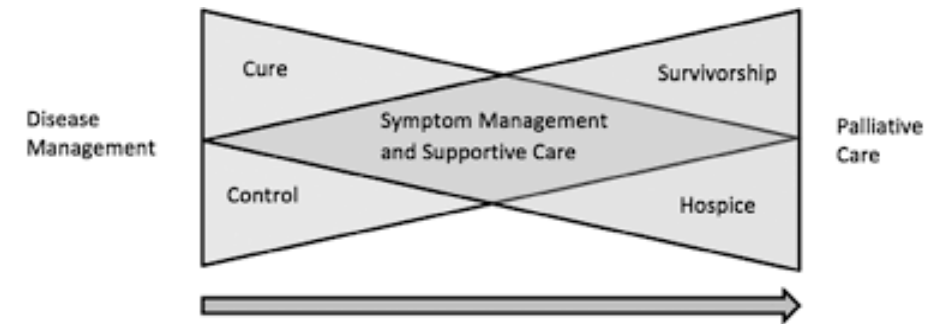 Cure
Survivorship
Disease
Management
Symptom Management
and Supportive Care
Palliative
Care
Control
Hospice